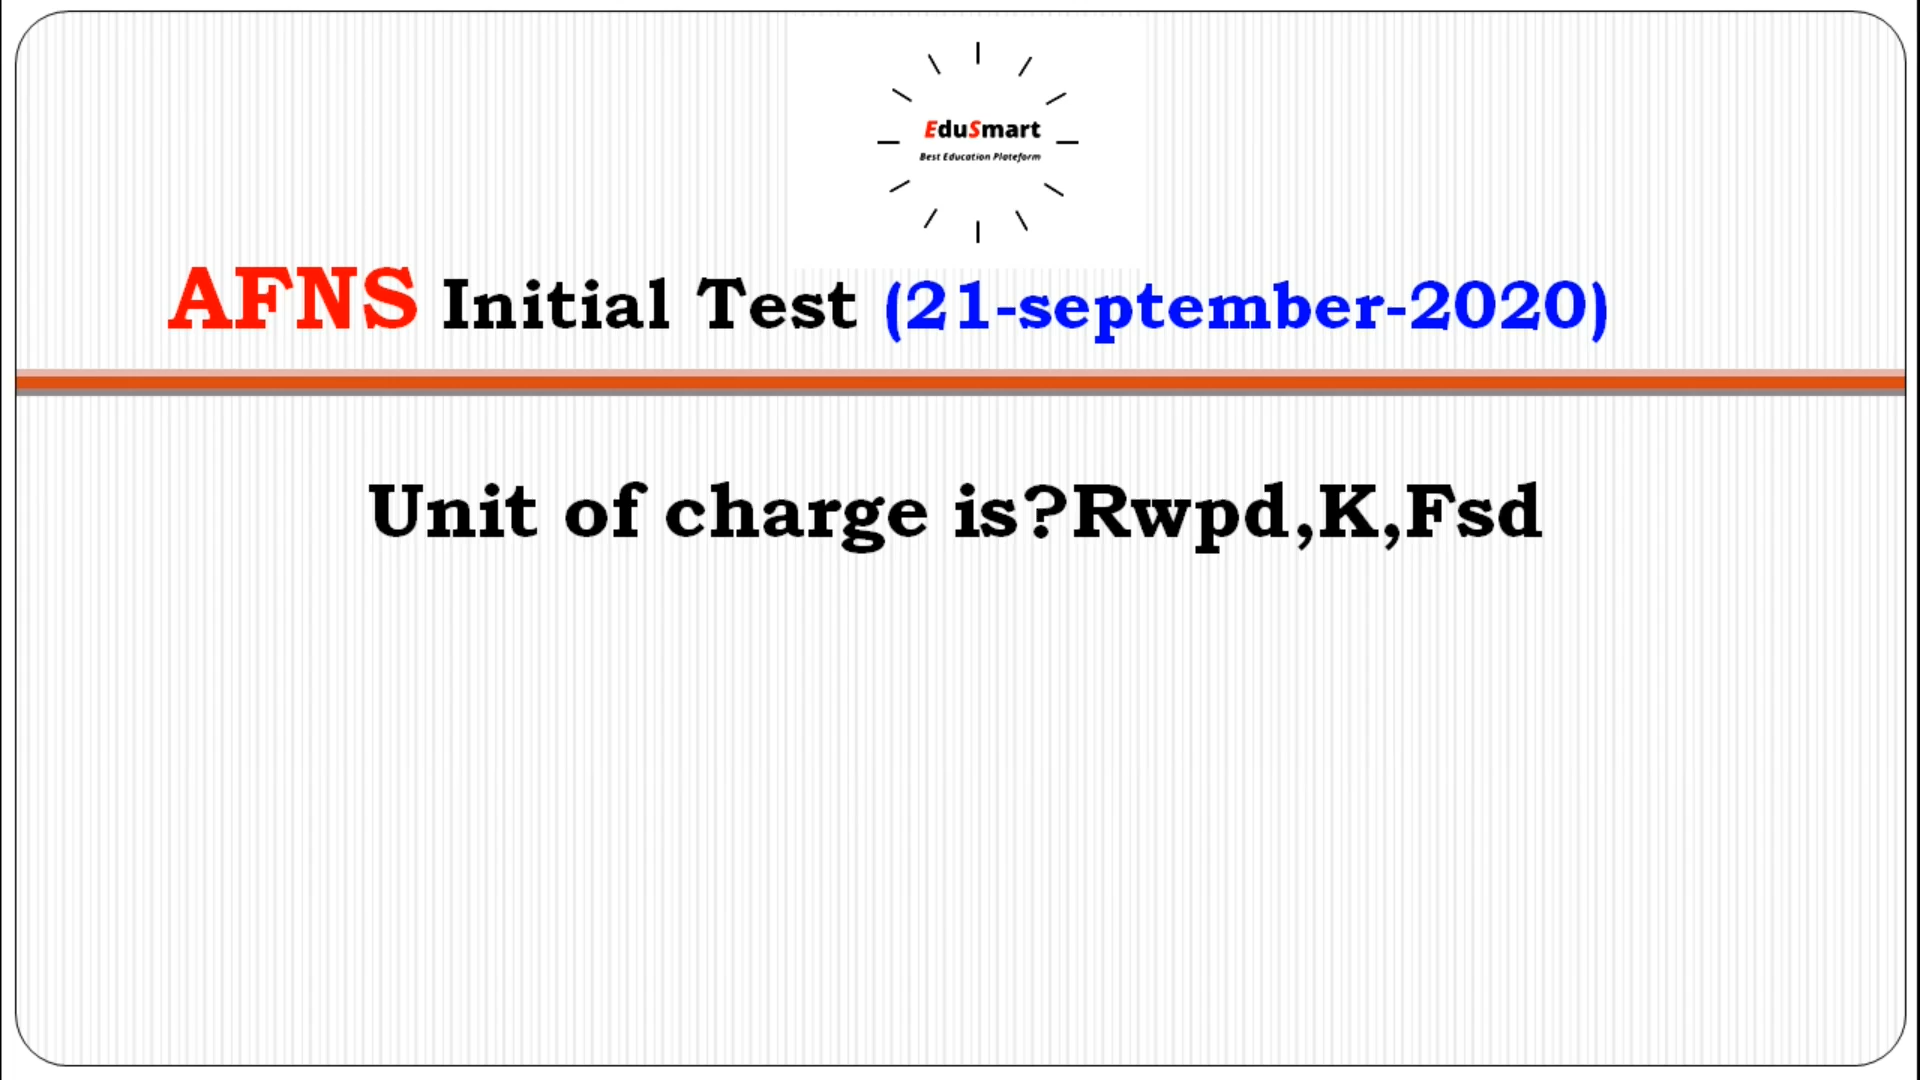 EduSmart
Best Education Plateform
AFNS Initial Test (21-september-2020)
Unit of charge is?Rwpd,K,Fsd